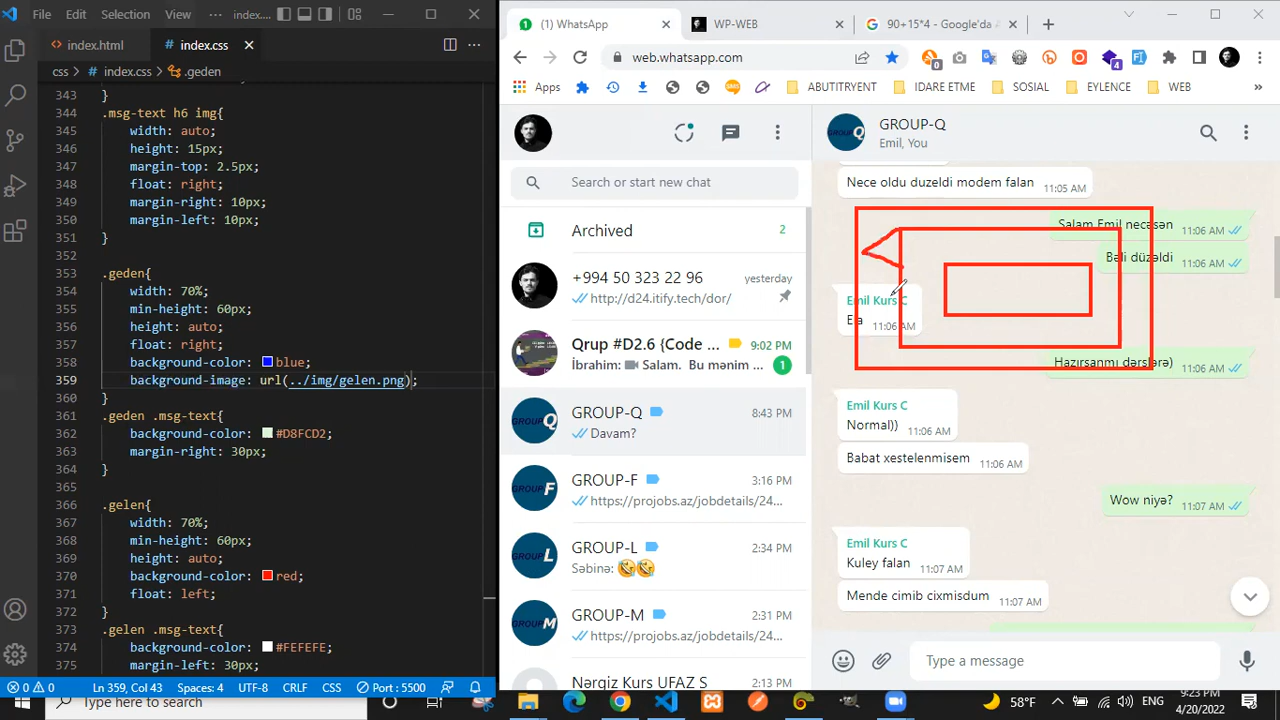 File Edit Selection View ··· index....
index.html index.css
css > # index.css > .geden
343 }
344 .msg-text h6 img{
345 width: auto;
346 height: 15px;
347 margin-top: 2.5px;
348 float: right;
349 margin-right: 10px;
350 margin-left: 10px;
351 }
352
353 .geden{
354 width: 70%;
355 min-height: 60px;
356 height: auto;
357 float: right;
358 background-color: blue;
359 background-image: url(../img/gelen.png);
360 }
361 .geden .msg-text{
362 background-color: #D8FCD2;
363 margin-right: 30px;
364 }
365
366 .gelen{
367 width: 70%;
368 min-height: 60px;
369 height: auto;
370 background-color: red;
371 float: left;
372 }
373 .gelen .msg-text{
374 background-color: #FEFEFE;
375 margin-left: 30px;
0 0 Ln 359, Col 43 Spaces: 4 UTF-8 CRLF CSS Port : 5500
(1) WhatsApp
WP-WEB
90+15*4 - Google'da A
web.whatsapp.com
Apps ABUTITRYENT IDARE ETME SOSIAL EYLENCE WEB »
Search or start new chat
Archived 2
+994 50 323 22 96 yesterday
http://d24.itify.tech/dor/
Qrup #D2.6 {Code ... 9:02 PM
İbrahim: Salam. Bu mənim ... 1
GROUP-Q 8:43 PM
Davam?
GROUP-F 3:16 PM
https://projobs.az/jobdetails/24...
GROUP-L 2:34 PM
Səbinə:
GROUP-M 2:31 PM
https://projobs.az/jobdetails/24...
Nərgiz Kurs UFAZ S 2:13 PM
GROUP-Q
Emil, You
Nece oldu duzeldi modem falan 11:05 AM
Salam Emil necəsən 11:06 AM
Bəli düzəldi 11:06 AM
Emil Kurs C
Ela 11:06 AM
Hazırsanmı dərslərə) 11:06 AM
Emil Kurs C
Normal)) 11:06 AM
Babat xestelenmisem 11:06 AM
Wow niyə? 11:07 AM
Emil Kurs C
Kuley falan 11:07 AM
Mende cimib cixmisdum 11:07 AM
Type a message
Type here to search
58°F ENG 9:23 PM
4/20/2022